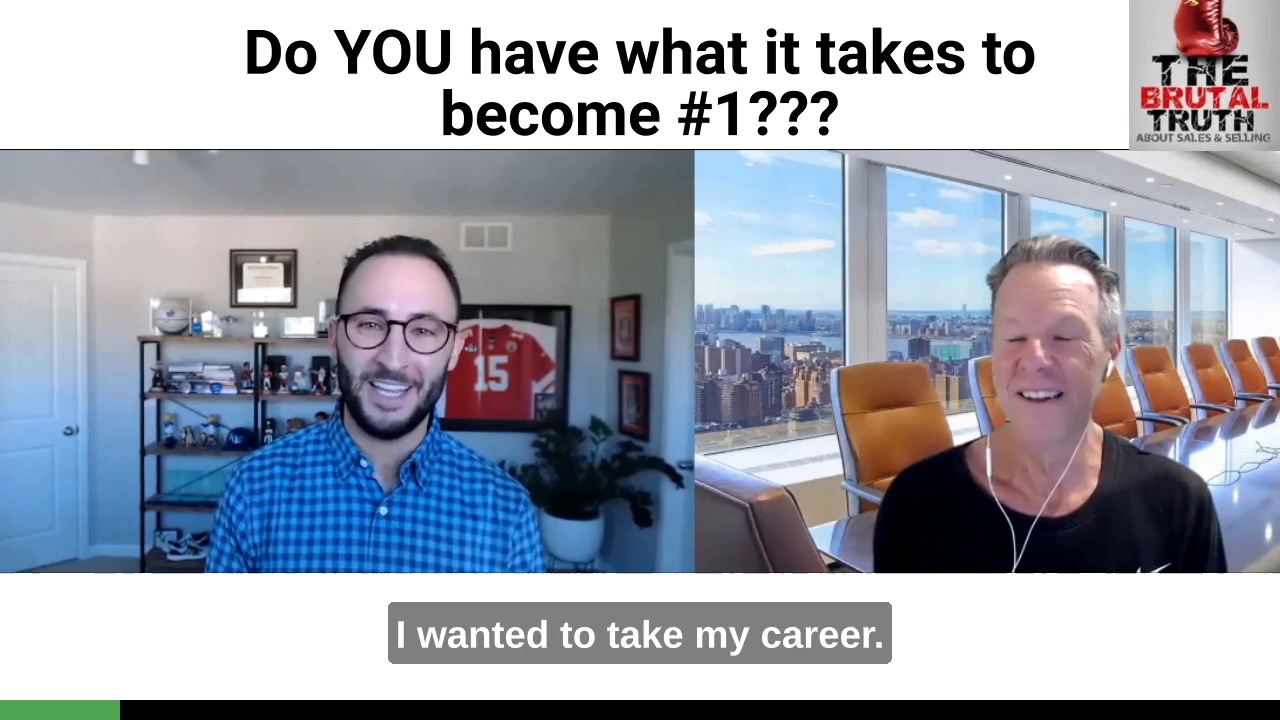 Do YOU have what it takes to
become #1???
THE
BRUTAL
TRUTH
ABOUT SALES & SELLING
15
I wanted to take my career.